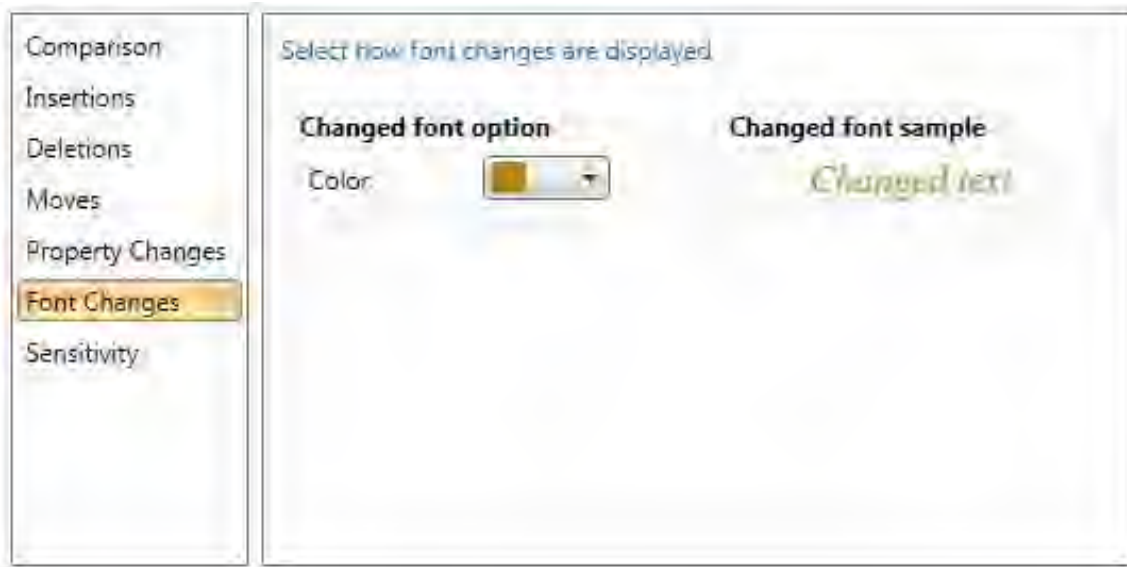 Comparison
Insertions
Deletions
Moves
Property Changes
Font Changes
Sensitivity
Select how font changes are displayed
Changed font option
Changed font sample
Color
Changed text